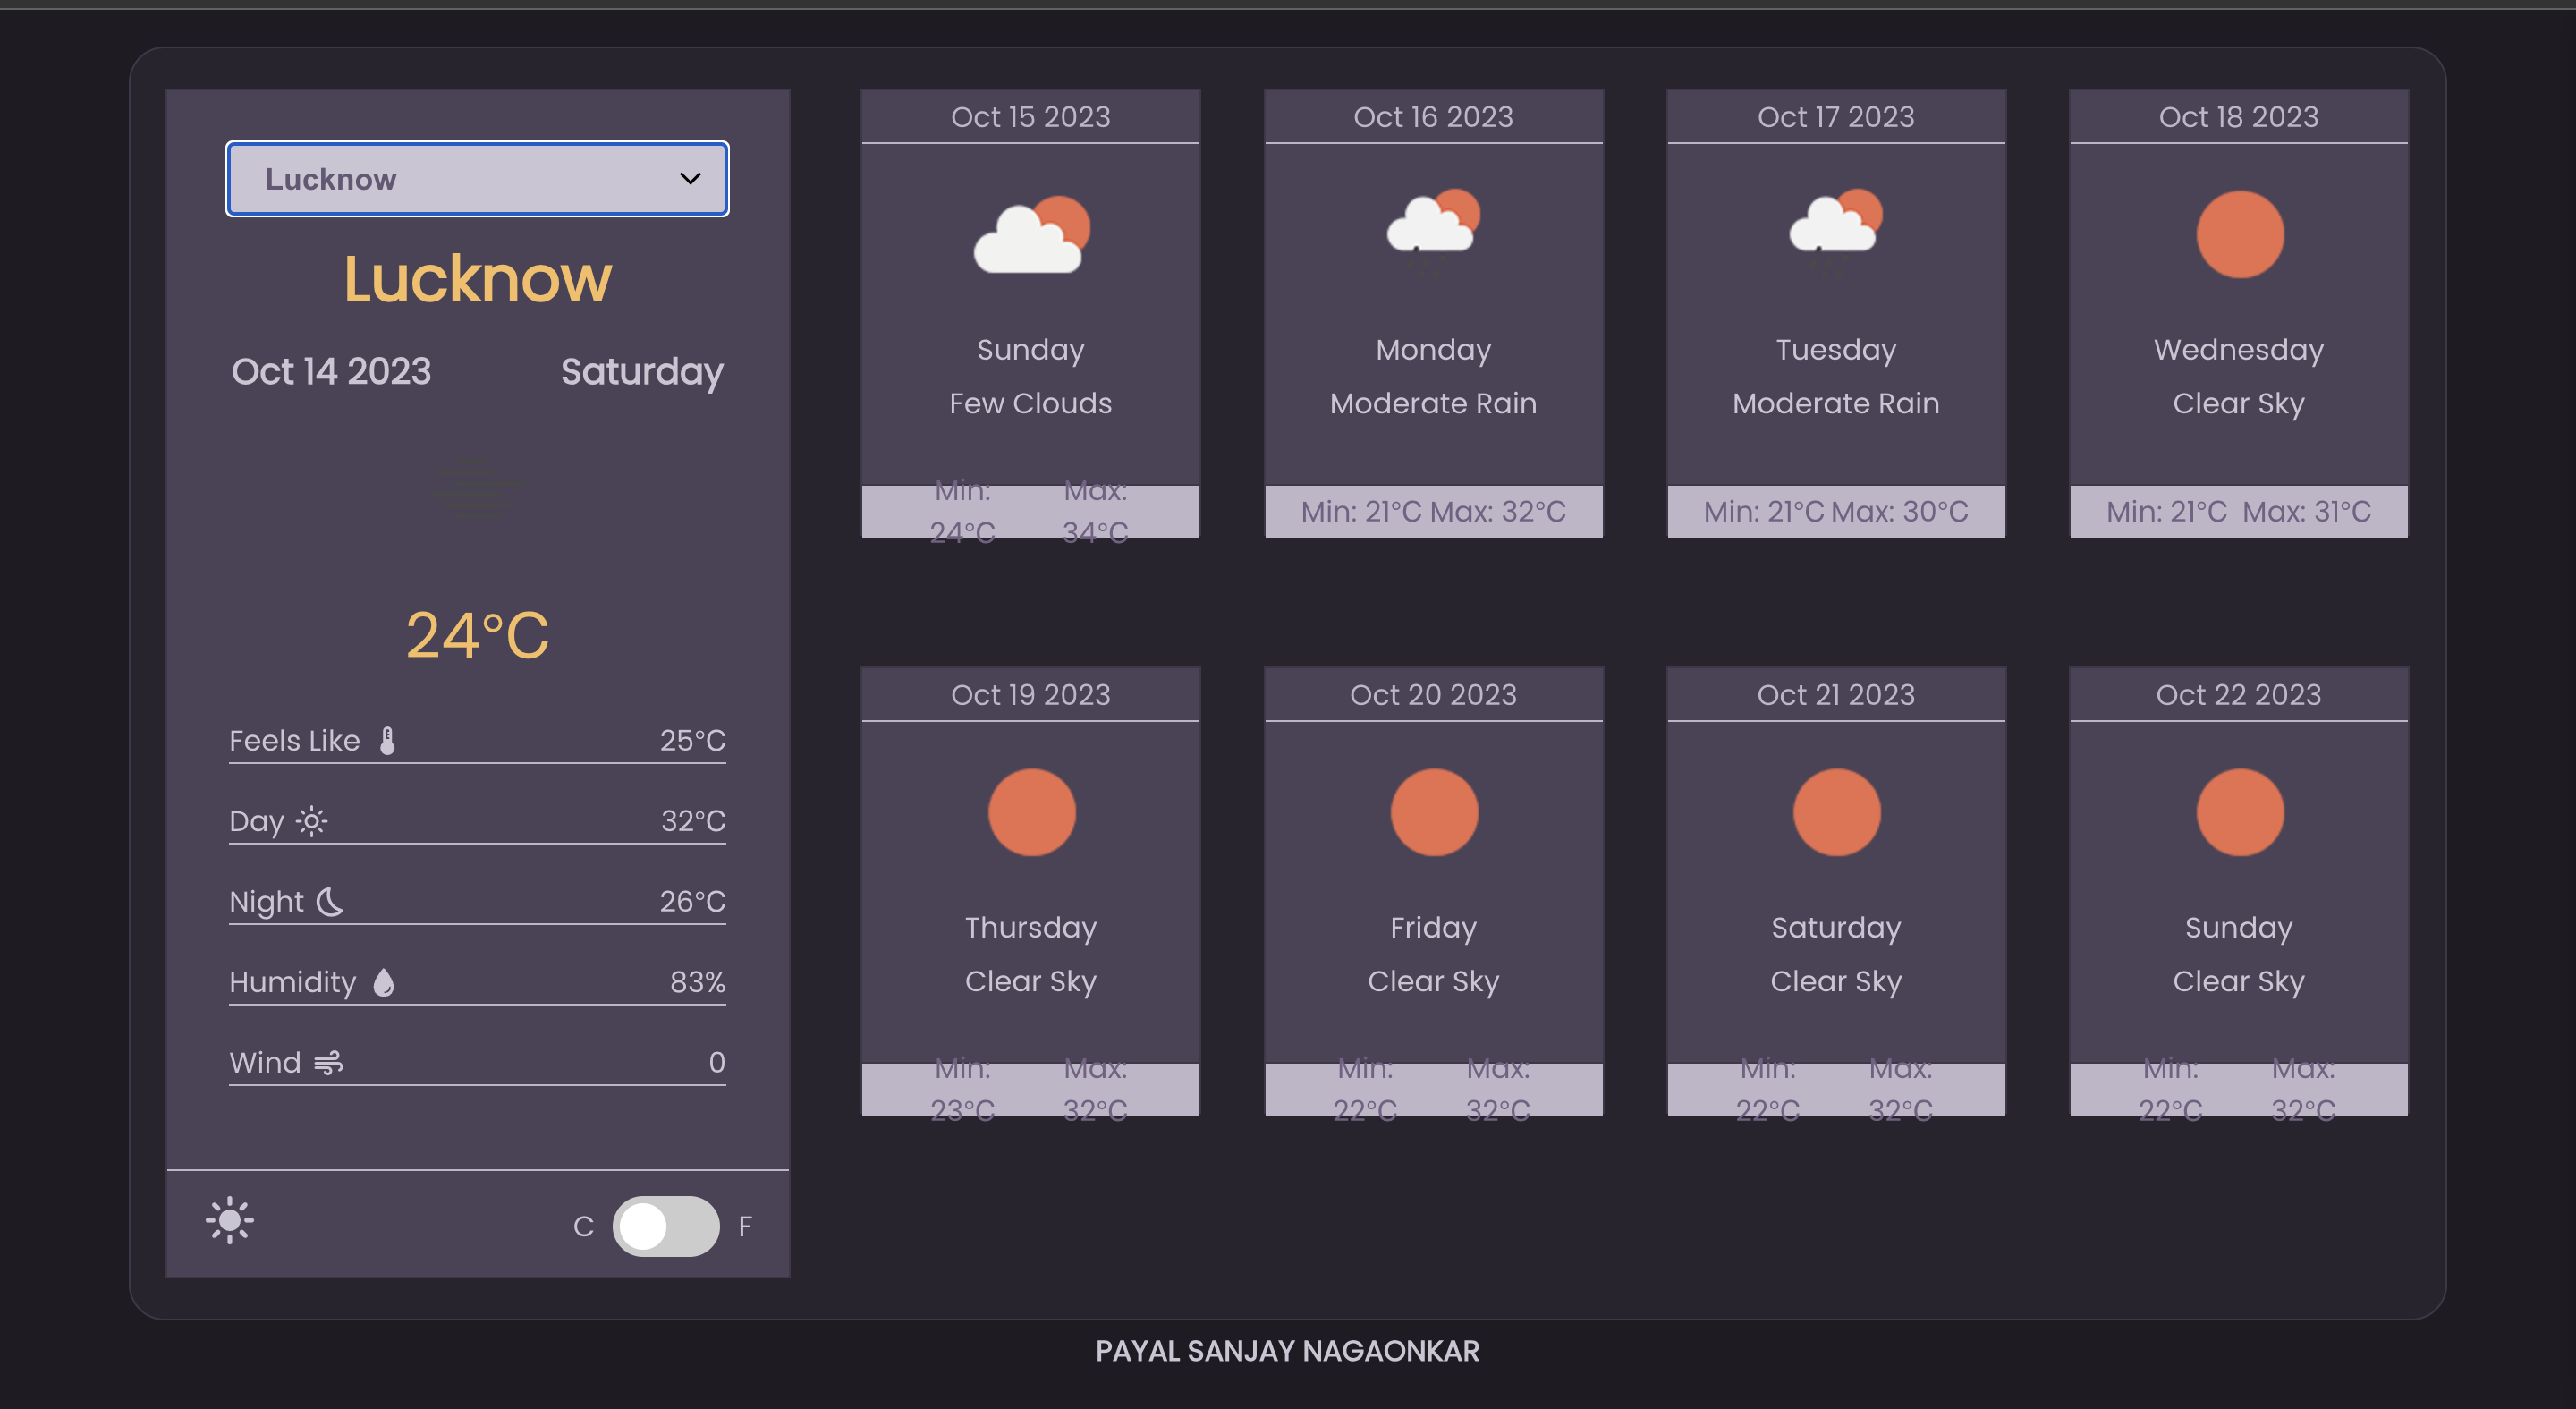 Lucknow
Lucknow
Oct 14 2023 Saturday
24°C
Feels Like 25°C
Day 32°C
Night 26°C
Humidity 83%
Wind 0
C F
Oct 15 2023
Sunday
Few Clouds
Min: Max:
24°C 34°C
Oct 16 2023
Monday
Moderate Rain
Min: 21°C Max: 32°C
Oct 17 2023
Tuesday
Moderate Rain
Min: 21°C Max: 30°C
Oct 18 2023
Wednesday
Clear Sky
Min: 21°C Max: 31°C
Oct 19 2023
Thursday
Clear Sky
Min: Max:
23°C 32°C
Oct 20 2023
Friday
Clear Sky
Min: Max:
22°C 32°C
Oct 21 2023
Saturday
Clear Sky
Min: Max:
22°C 32°C
Oct 22 2023
Sunday
Clear Sky
Min: Max:
22°C 32°C
PAYAL SANJAY NAGAONKAR